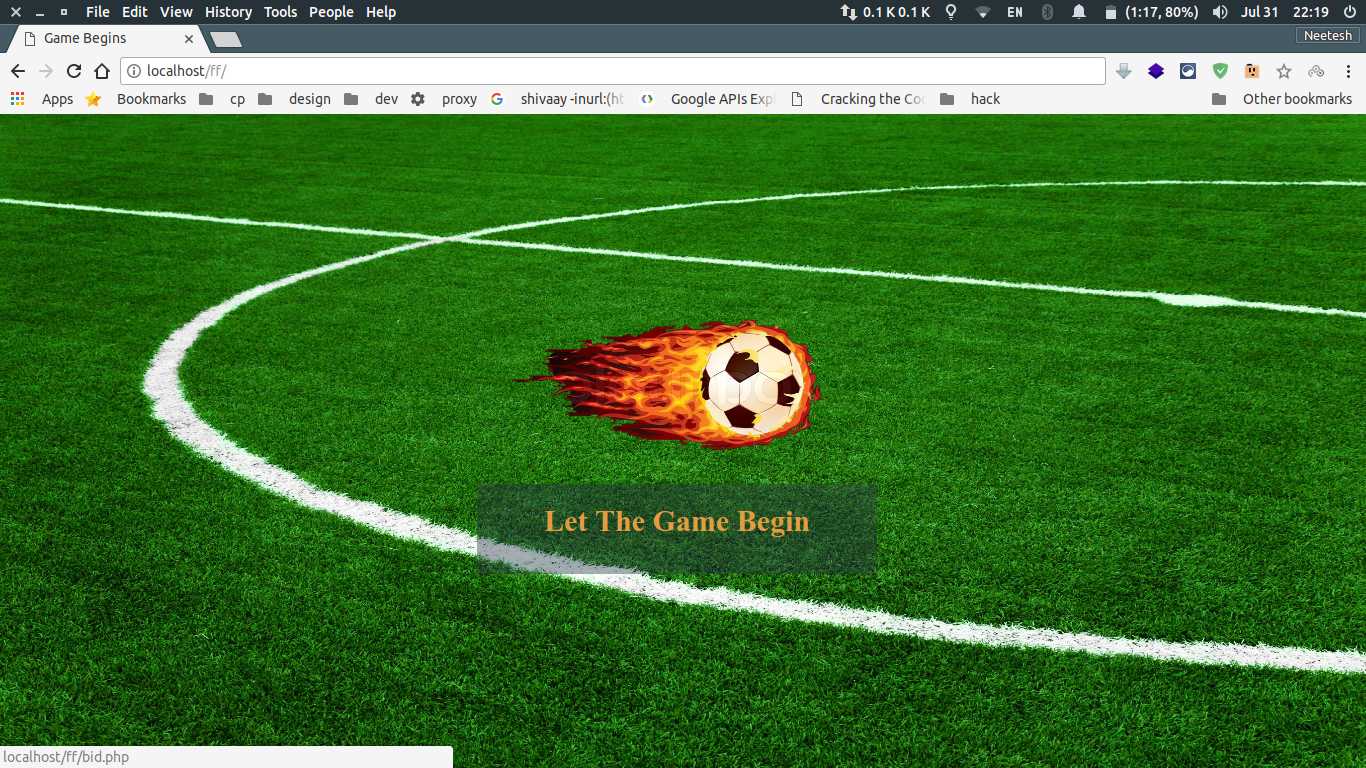 File Edit View History Tools People Help 0.1 K 0.1 K EN (1:17, 80%) Jul 31 22:19
Game Begins Neetesh
localhost/ff/
Apps Bookmarks cp design dev proxy shivaay -inurl:(ht Google APIs Expl Cracking the Co Other bookmarks hack
Let The Game Begin
localhost/ff/bid.php